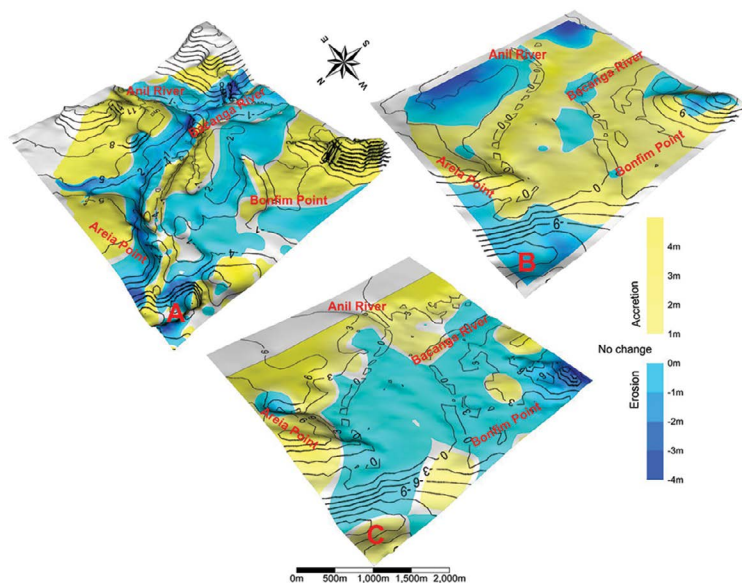 Anil River
Bacanga River
Areia Point
Bonfim Point
A
N
E
S
W
Anil River
Bacanga River
Areia Point
Bonfim Point
B
Anil River
Bacanga River
Areia Point
Bonfim Point
C
Accretion
4m
3m
2m
1m
No change
Erosion
0m
-1m
-2m
-3m
-4m
0m 500m 1,000m 1,500m 2,000m